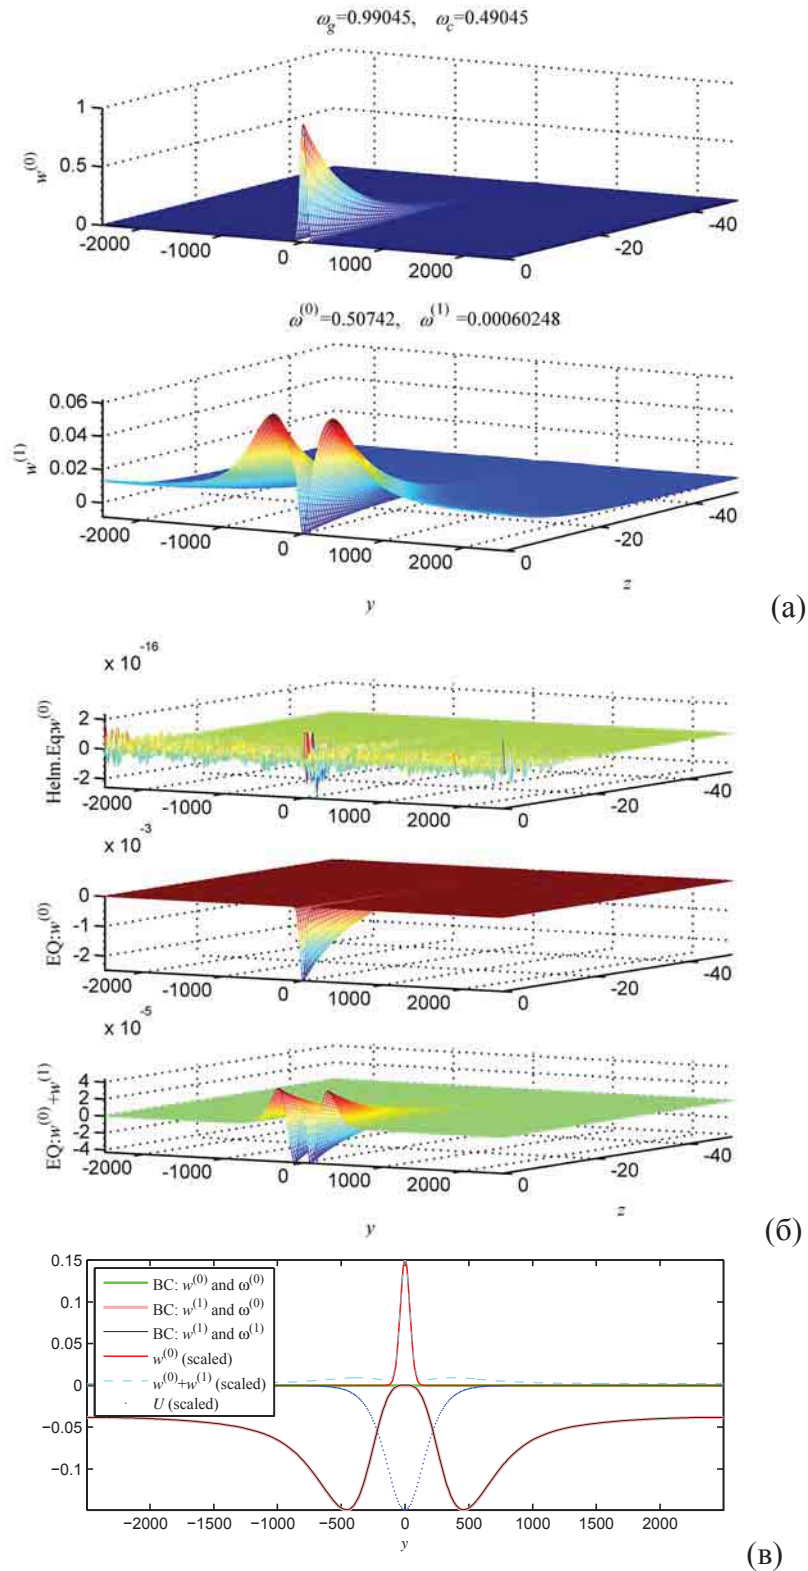 ω_g=0.99045, ω_c=0.49045
1
0.5
0
w^(0)
-2000 -1000 0 1000 2000 0 -20 -40
ω^(0)=0.50742, ω^(1) =0.00060248
0.06
0.04
0.02
0
w^(1)
-2000 -1000 0 1000 2000 0 -20 -40
y z
(а)
x 10^-16
2
0
-2
Helm.Eq:w^(0)
-2000 -1000 0 1000 2000 0 -20 -40
x 10^-3
0
-1
-2
EQ:w^(0)
-2000 -1000 0 1000 2000 0 -20 -40
x 10^-5
4
2
0
-2
-4
EQ:w^(0)+w^(1)
-2000 -1000 0 1000 2000 0 -20 -40
y z
(б)
0.15
0.1
0.05
0
−0.05
−0.1
BC: w^(0) and ω^(0)
BC: w^(1) and ω^(0)
BC: w^(1) and ω^(1)
w^(0) (scaled)
w^(0)+w^(1) (scaled)
U (scaled)
−2000 −1500 −1000 −500 0 500 1000 1500 2000
y
(в)